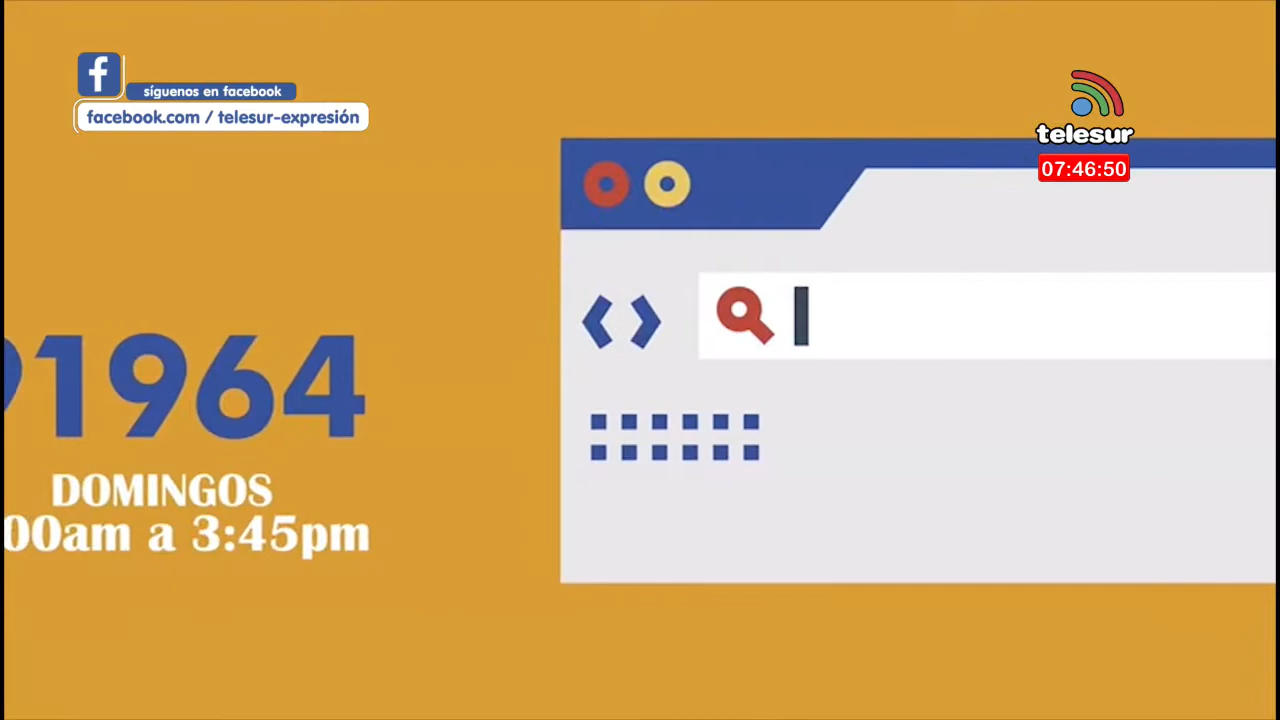 síguenos en facebook
facebook.com / telesur-expresión
telesur
07:46:50
1964
DOMINGOS
00am a 3:45pm